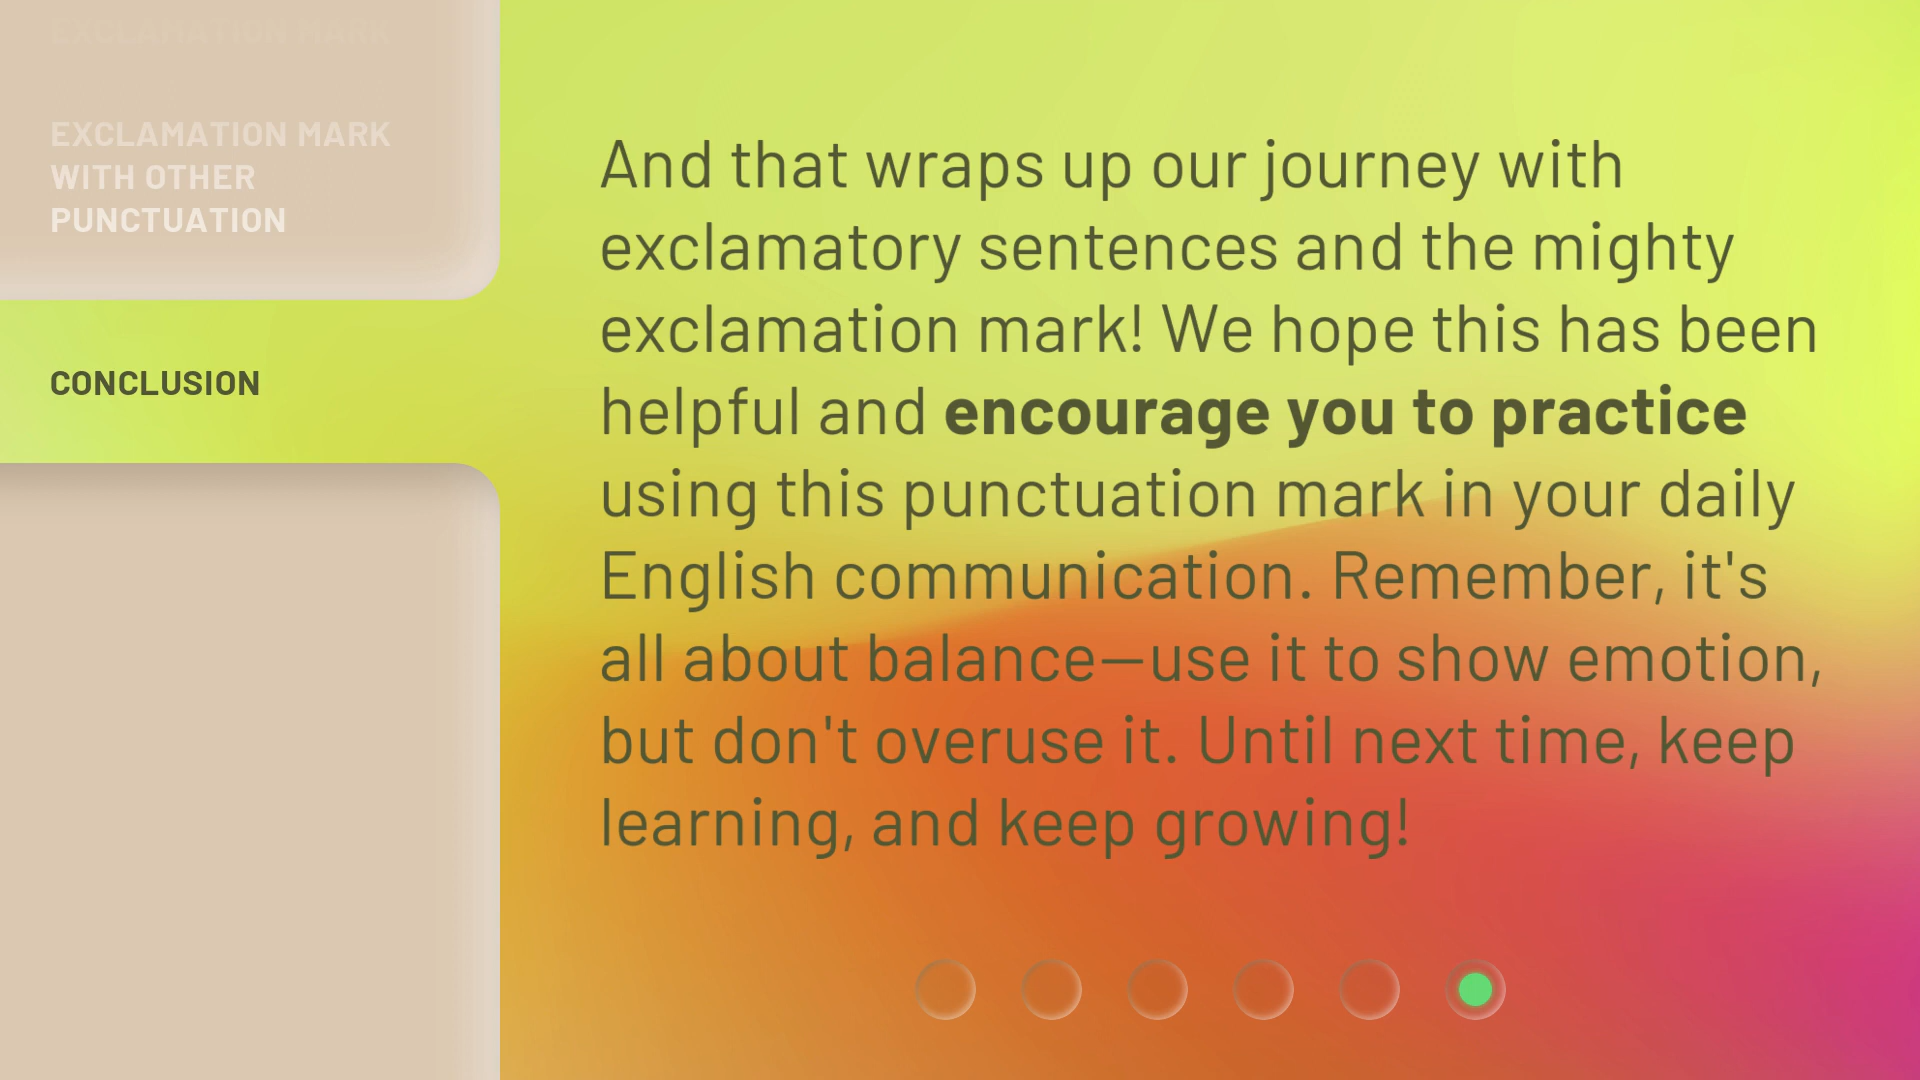 EXCLAMATION MARK
EXCLAMATION MARK
WITH OTHER
PUNCTUATION
CONCLUSION
And that wraps up our journey with
exclamatory sentences and the mighty
exclamation mark! We hope this has been
helpful and encourage you to practice
using this punctuation mark in your daily
English communication. Remember, it's
all about balance—use it to show emotion,
but don't overuse it. Until next time, keep
learning, and keep growing!